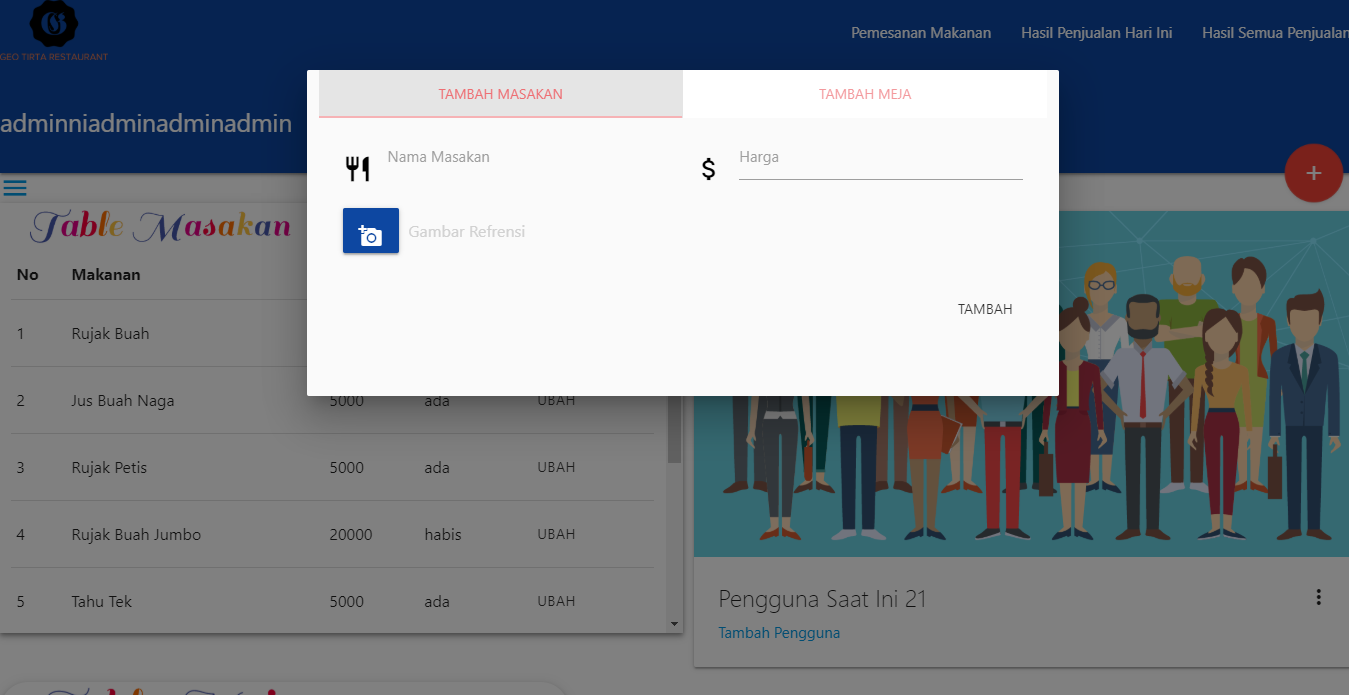 GEO TIRTA RESTAURANT
Pemesanan Makanan Hasil Penjualan Hari Ini Hasil Semua Penjualan
adminniadminadminadmin
TAMBAH MASAKAN TAMBAH MEJA
Nama Masakan
$ Harga
Gambar Refrensi
TAMBAH
+
Table Masakan
No Makanan
1 Rujak Buah
2 Jus Buah Naga 5000 ada UBAH
3 Rujak Petis 5000 ada UBAH
4 Rujak Buah Jumbo 20000 habis UBAH
5 Tahu Tek 5000 ada UBAH
Pengguna Saat Ini 21
Tambah Pengguna